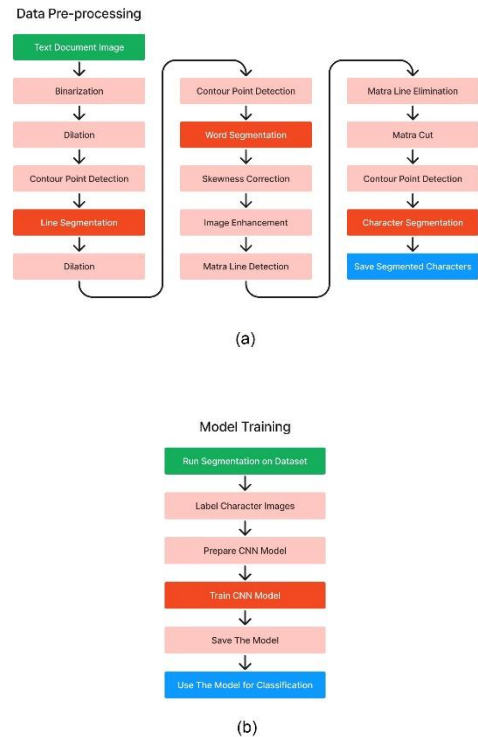 Data Pre-processing
Text Document Image
Binarization
Dilation
Contour Point Detection
Line Segmentation
Dilation
Contour Point Detection
Word Segmentation
Skewness Correction
Image Enhancement
Matra Line Detection
Matra Line Elimination
Matra Cut
Contour Point Detection
Character Segmentation
Save Segmented Characters
(a)
Model Training
Run Segmentation on Dataset
Label Character Images
Prepare CNN Model
Train CNN Model
Save The Model
Use The Model for Classification
(b)